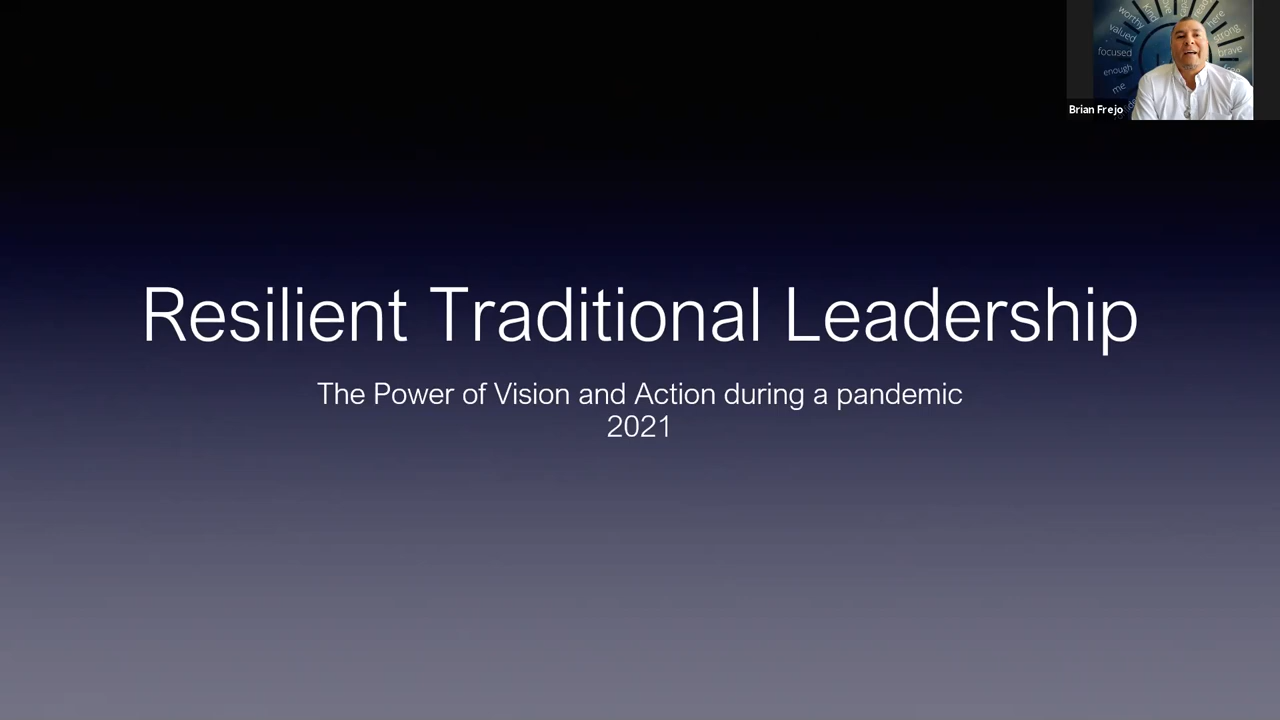 worthy
valued
focused
enough
me
strong
brave
Brian Frejo
Resilient Traditional Leadership
The Power of Vision and Action during a pandemic
2021